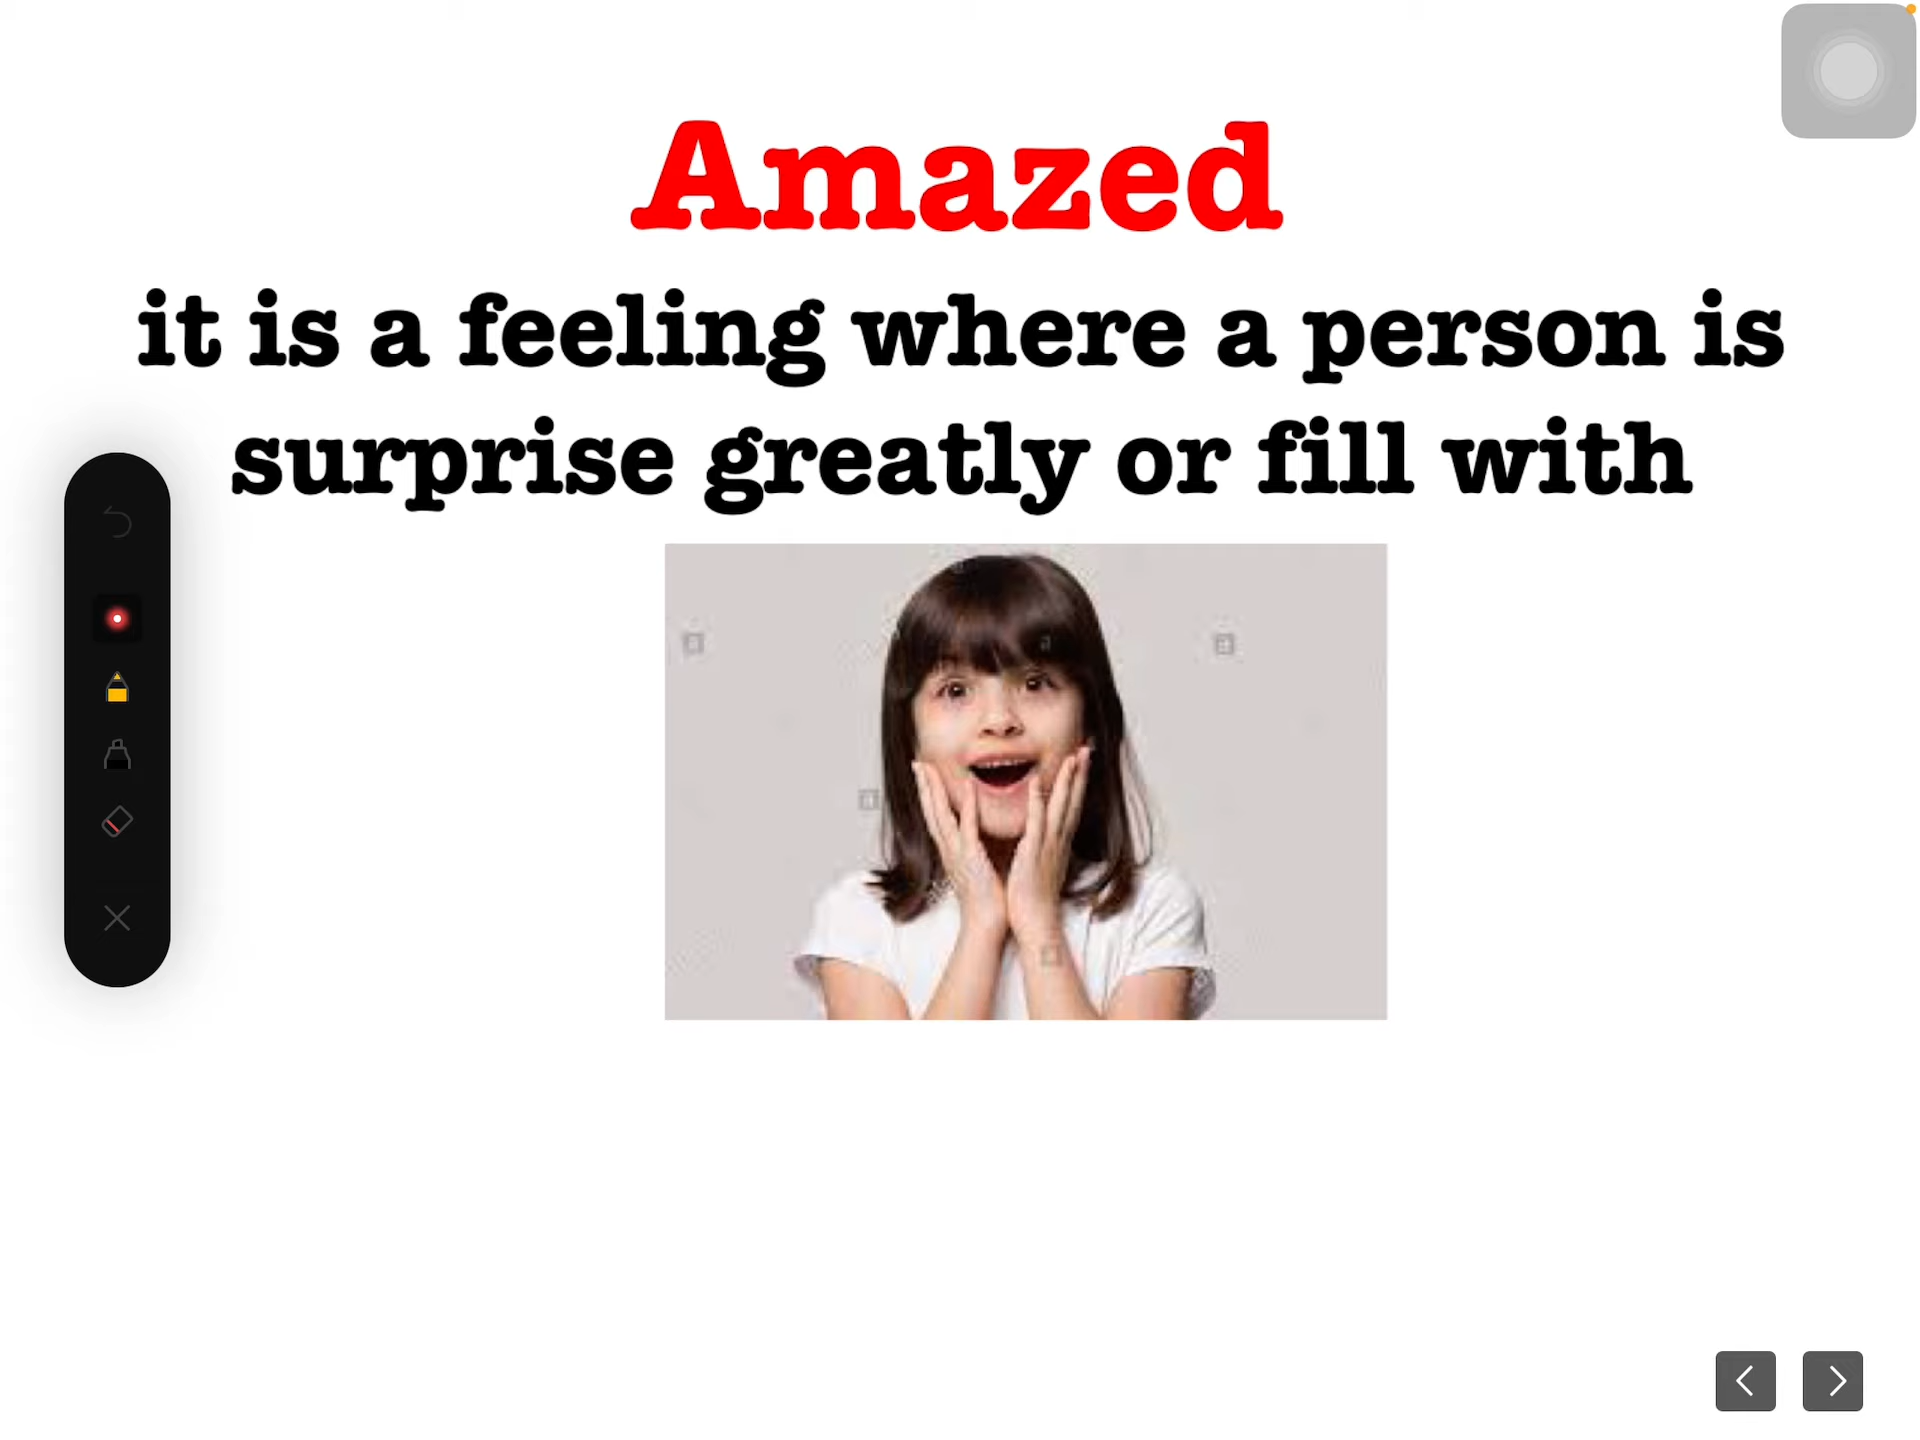 Amazed
it is a feeling where a person is
surprise greatly or fill with